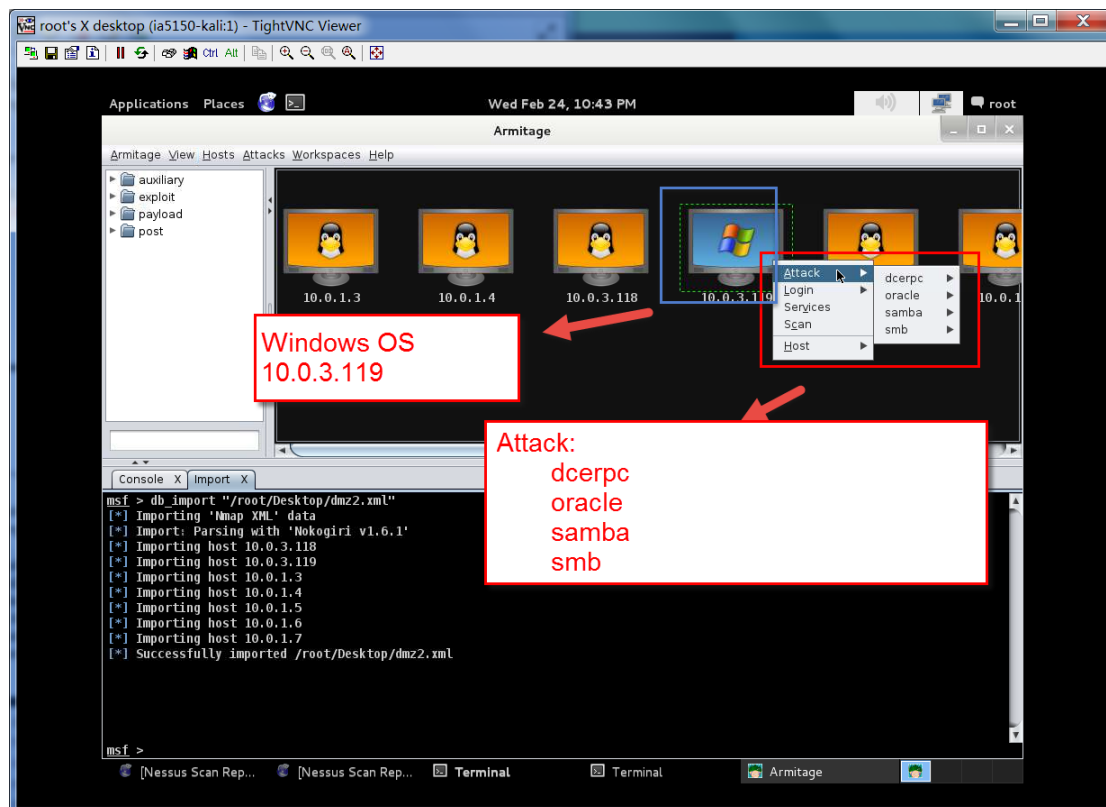 root's X desktop (ia5150-kali:1) - TightVNC Viewer
Ctrl Alt
Applications Places Wed Feb 24, 10:43 PM root
Armitage
Armitage View Hosts Attacks Workspaces Help
auxiliary
exploit
payload
post
10.0.1.3 10.0.1.4 10.0.3.118 10.0.3.119 10.0.1
Attack
Login
Services
Scan
Host
dcerpc
oracle
samba
smb
Windows OS
10.0.3.119
Attack:
dcerpc
oracle
samba
smb
Console X Import X
msf > db_import "/root/Desktop/dmz2.xml"
[*] Importing 'Nmap XML' data
[*] Import: Parsing with 'Nokogiri v1.6.1'
[*] Importing host 10.0.3.118
[*] Importing host 10.0.3.119
[*] Importing host 10.0.1.3
[*] Importing host 10.0.1.4
[*] Importing host 10.0.1.5
[*] Importing host 10.0.1.6
[*] Importing host 10.0.1.7
[*] Successfully imported /root/Desktop/dmz2.xml
msf >
[Nessus Scan Rep... [Nessus Scan Rep... Terminal Terminal Armitage